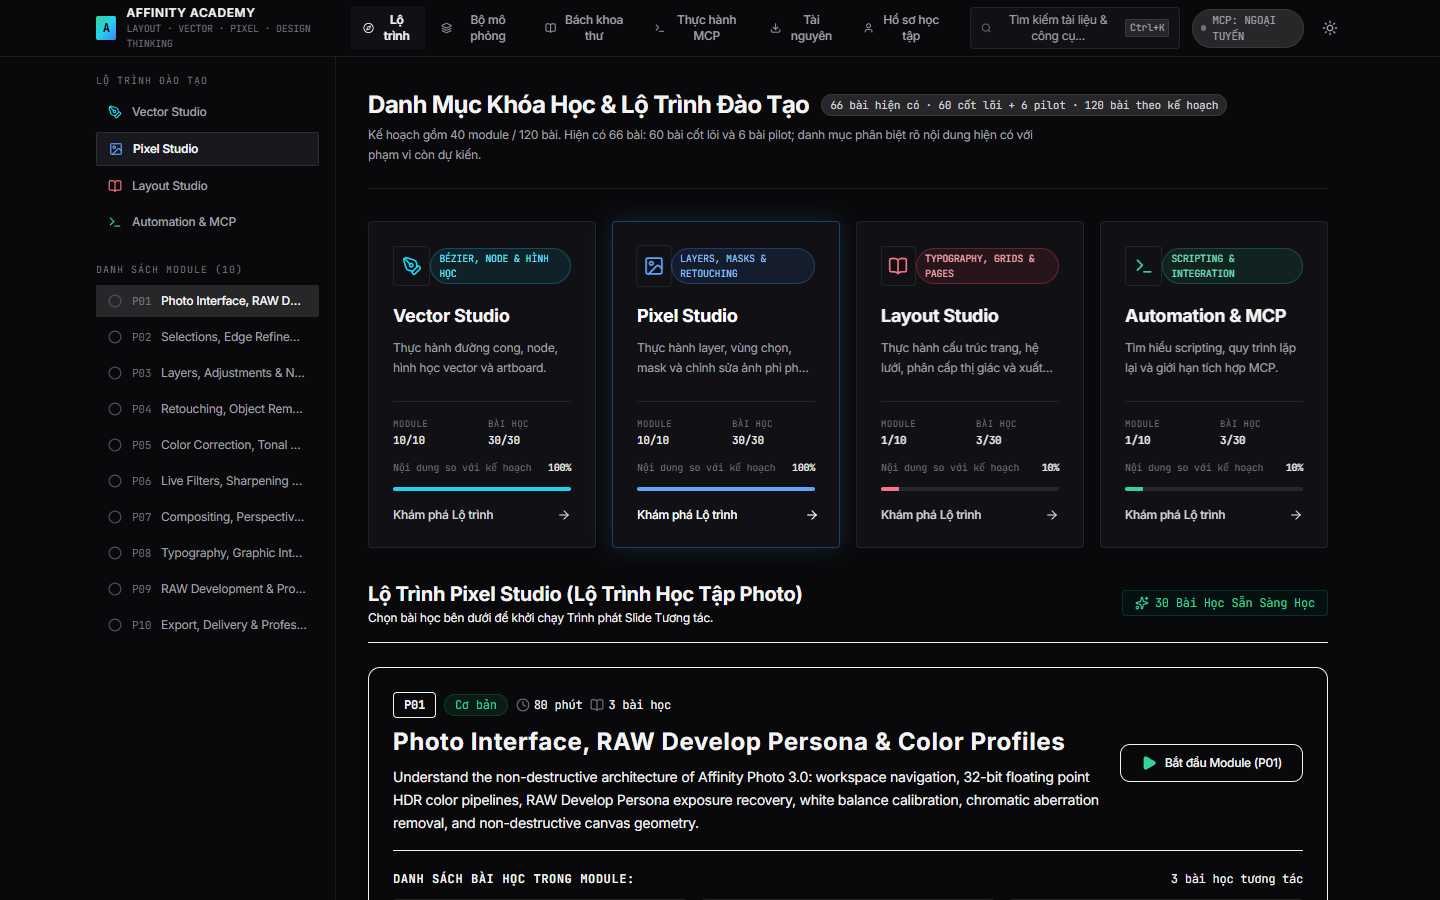 AFFINITY ACADEMY
LAYOUT · VECTOR · PIXEL · DESIGN
THINKING
A
Lộ
trình
Bộ mô
phỏng
Bách khoa
thư
Thực hành
MCP
Tài
nguyên
Hồ sơ học
tập
Tìm kiếm tài liệu &
công cụ...
Ctrl+K
MCP: NGOẠI
TUYẾN
LỘ TRÌNH ĐÀO TẠO
Vector Studio
Pixel Studio
Layout Studio
Automation & MCP
DANH SÁCH MODULE (10)
P01 Photo Interface, RAW D...
P02 Selections, Edge Refine...
P03 Layers, Adjustments & N...
P04 Retouching, Object Rem...
P05 Color Correction, Tonal ...
P06 Live Filters, Sharpening ...
P07 Compositing, Perspectiv...
P08 Typography, Graphic Int...
P09 RAW Development & Pro...
P10 Export, Delivery & Profes...
Danh Mục Khóa Học & Lộ Trình Đào Tạo
66 bài hiện có · 60 cốt lõi + 6 pilot · 120 bài theo kế hoạch
Kế hoạch gồm 40 module / 120 bài. Hiện có 66 bài: 60 bài cốt lõi và 6 bài pilot; danh mục phân biệt rõ nội dung hiện có với
phạm vi còn dự kiến.
BÉZIER, NODE & HÌNH
HỌC
Vector Studio
Thực hành đường cong, node,
hình học vector và artboard.
MODULE
BÀI HỌC
10/10
30/30
Nội dung so với kế hoạch 100%
Khám phá Lộ trình
LAYERS, MASKS &
RETOUCHING
Pixel Studio
Thực hành layer, vùng chọn,
mask và chỉnh sửa ảnh phi ph...
MODULE
BÀI HỌC
10/10
30/30
Nội dung so với kế hoạch 100%
Khám phá Lộ trình
TYPOGRAPHY, GRIDS &
PAGES
Layout Studio
Thực hành cấu trúc trang, hệ
lưới, phân cấp thị giác và xuất...
MODULE
BÀI HỌC
1/10
3/30
Nội dung so với kế hoạch 10%
Khám phá Lộ trình
SCRIPTING &
INTEGRATION
Automation & MCP
Tìm hiểu scripting, quy trình lặp
lại và giới hạn tích hợp MCP.
MODULE
BÀI HỌC
1/10
3/30
Nội dung so với kế hoạch 10%
Khám phá Lộ trình
Lộ Trình Pixel Studio (Lộ Trình Học Tập Photo)
Chọn bài học bên dưới để khởi chạy Trình phát Slide Tương tác.
30 Bài Học Sẵn Sàng Học
P01
Cơ bản
80 phút
3 bài học
Photo Interface, RAW Develop Persona & Color Profiles
Understand the non-destructive architecture of Affinity Photo 3.0: workspace navigation, 32-bit floating point
HDR color pipelines, RAW Develop Persona exposure recovery, white balance calibration, chromatic aberration
removal, and non-destructive canvas geometry.
Bắt đầu Module (P01)
DANH SÁCH BÀI HỌC TRONG MODULE:
3 bài học tương tác